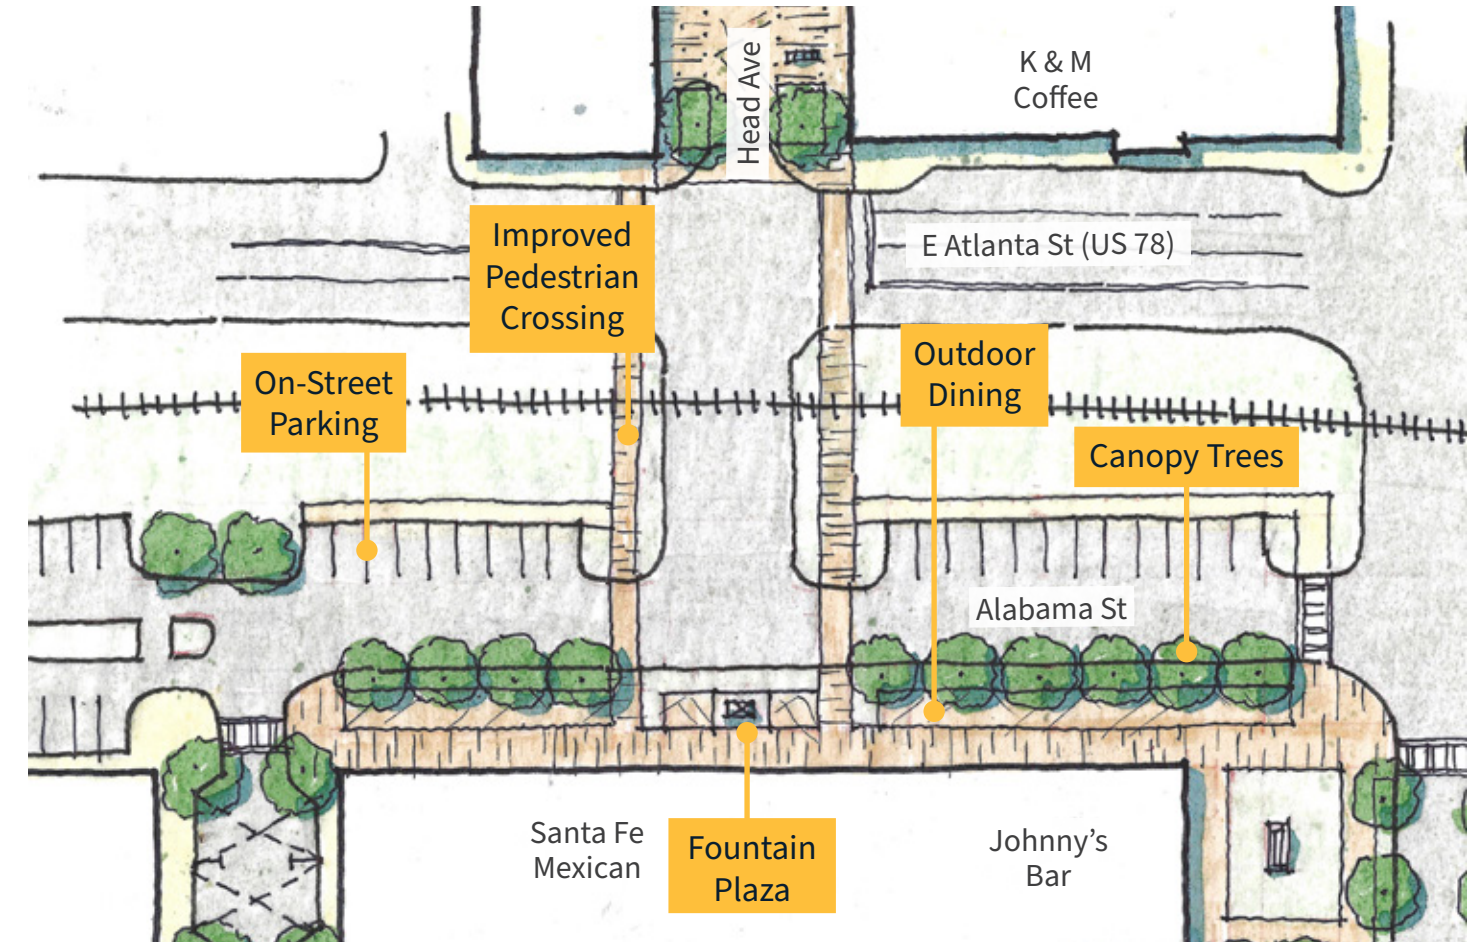 Head Ave
K & M
Coffee
Improved
Pedestrian
Crossing
E Atlanta St (US 78)
On-Street
Parking
Outdoor
Dining
Canopy Trees
Alabama St
Santa Fe
Mexican
Fountain
Plaza
Johnny’s
Bar